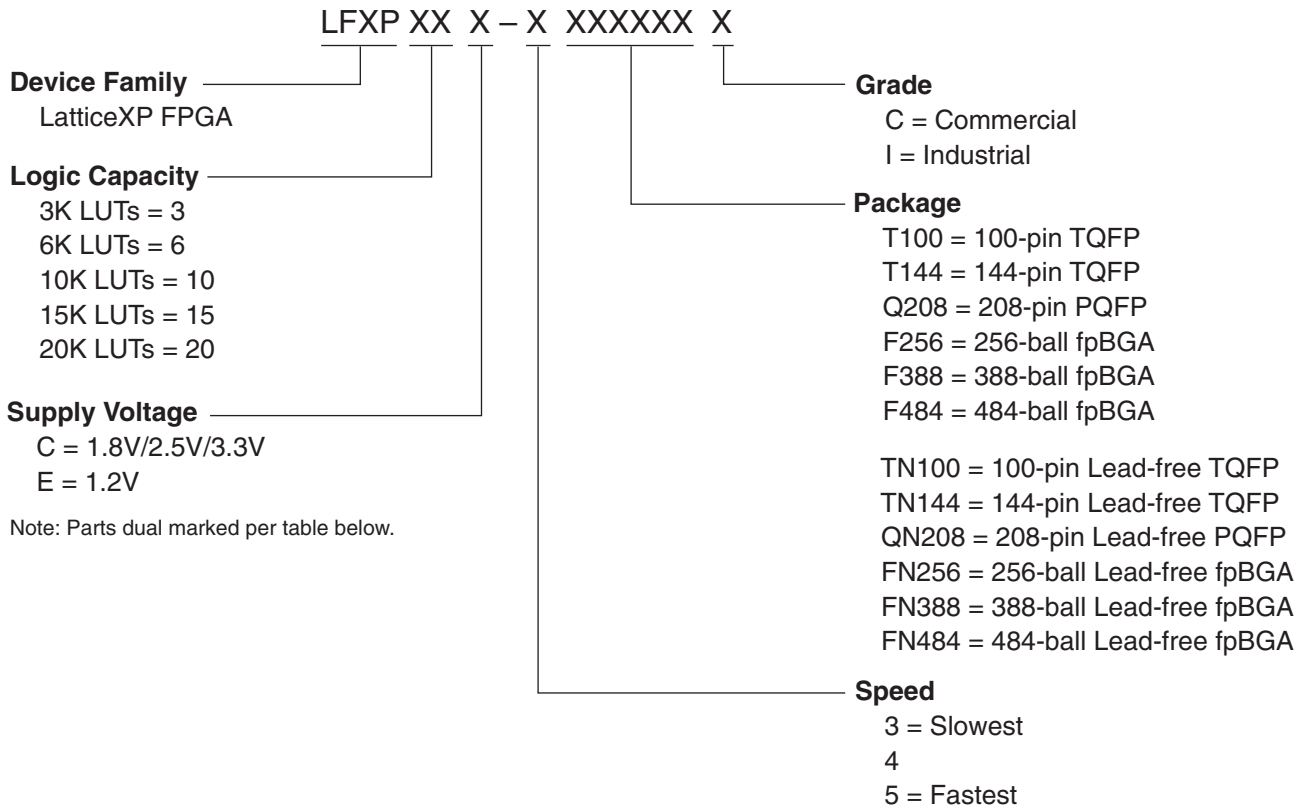 LFXP XX X – X XXXXXX X
Device Family
LatticeXP FPGA
Logic Capacity
3K LUTs = 3
6K LUTs = 6
10K LUTs = 10
15K LUTs = 15
20K LUTs = 20
Supply Voltage
C = 1.8V/2.5V/3.3V
E = 1.2V
Note: Parts dual marked per table below.
Grade
C = Commercial
I = Industrial
Package
T100 = 100-pin TQFP
T144 = 144-pin TQFP
Q208 = 208-pin PQFP
F256 = 256-ball fpBGA
F388 = 388-ball fpBGA
F484 = 484-ball fpBGA
TN100 = 100-pin Lead-free TQFP
TN144 = 144-pin Lead-free TQFP
QN208 = 208-pin Lead-free PQFP
FN256 = 256-ball Lead-free fpBGA
FN388 = 388-ball Lead-free fpBGA
FN484 = 484-ball Lead-free fpBGA
Speed
3 = Slowest
4
5 = Fastest